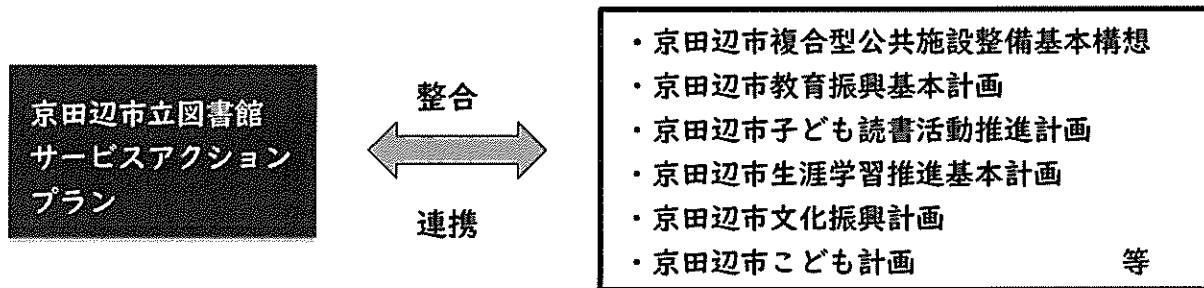 京田辺市立図書館
サービスアクション
プラン
整合
連携
・京田辺市複合型公共施設整備基本構想
・京田辺市教育振興基本計画
・京田辺市子ども読書活動推進計画
・京田辺市生涯学習推進基本計画
・京田辺市文化振興計画
・京田辺市こども計画 等